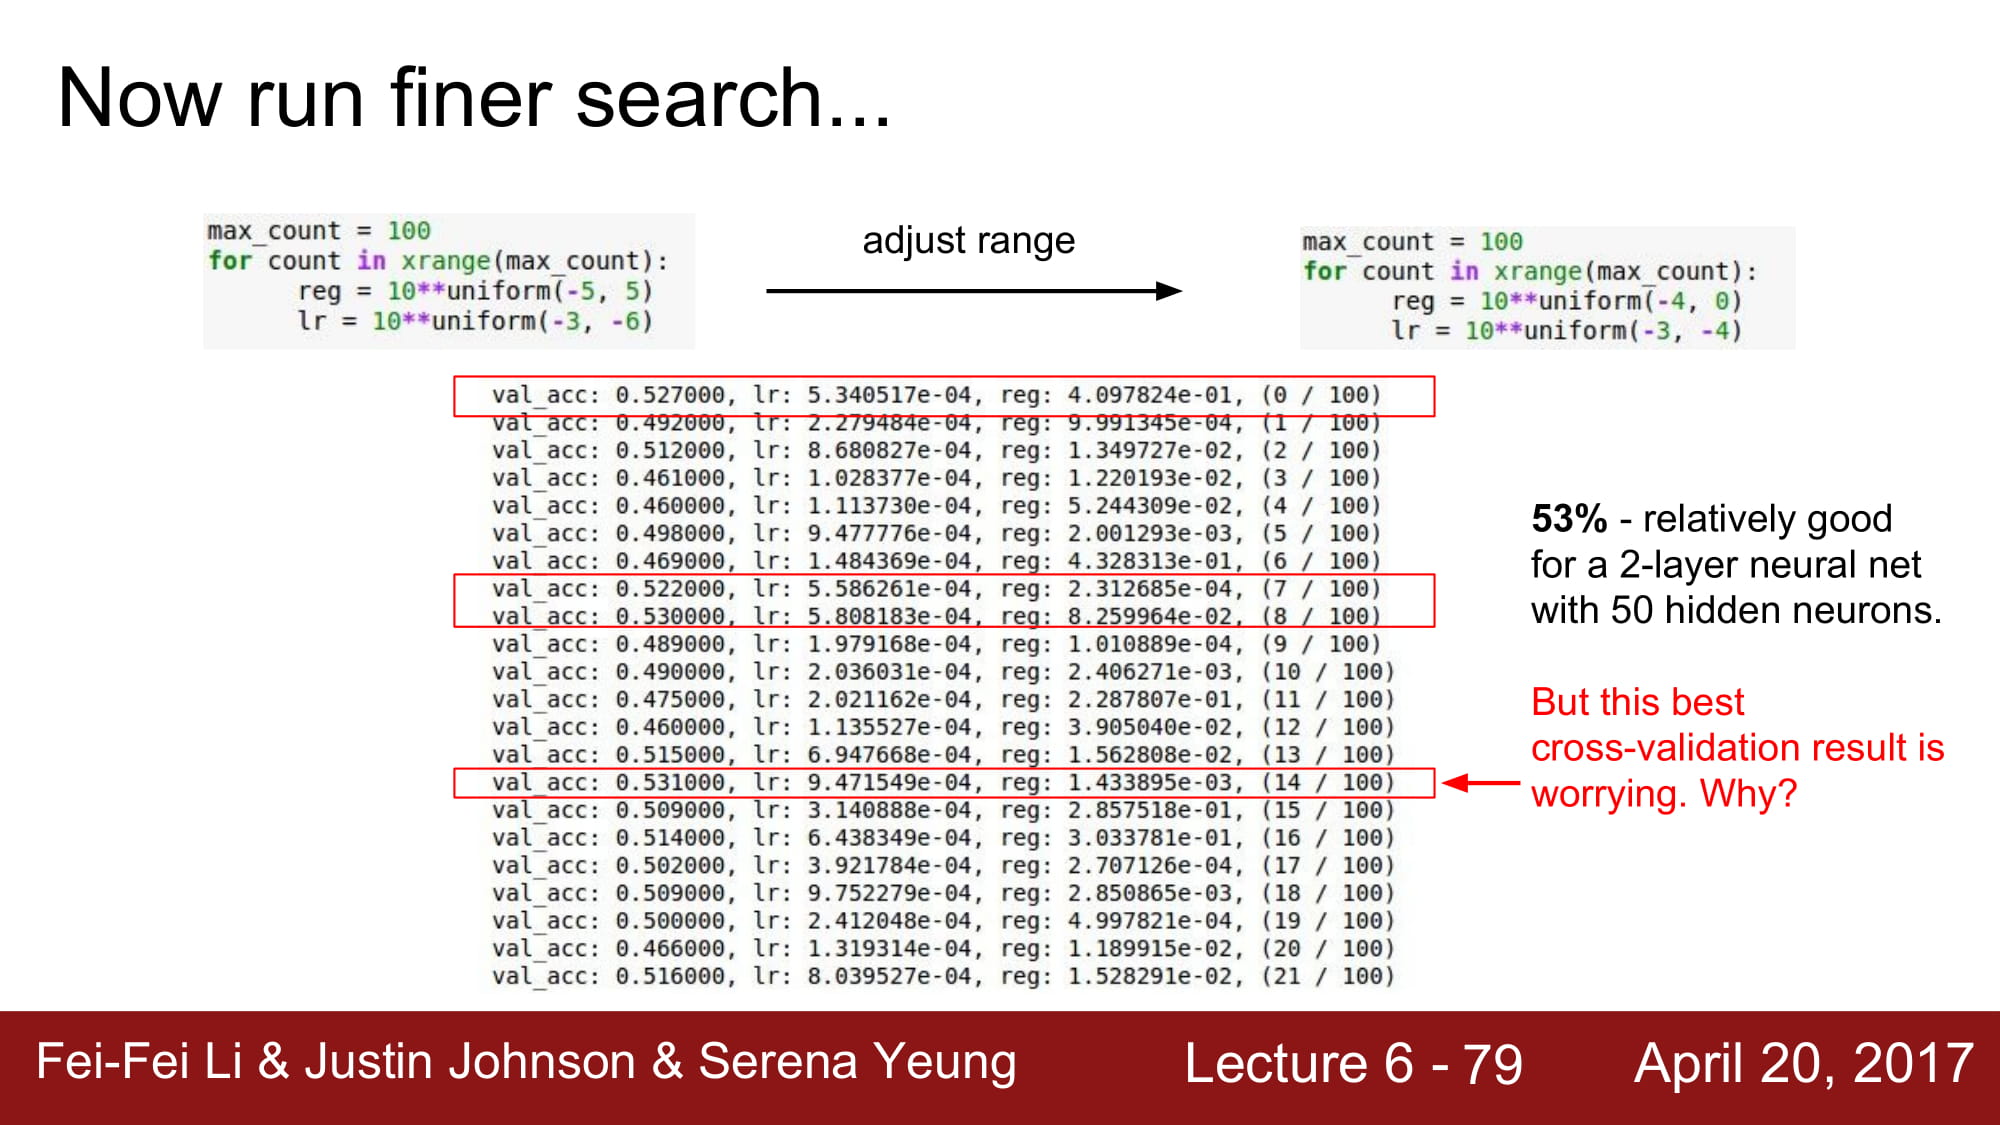 Now run finer search...
max_count = 100
for count in xrange(max_count):
reg = 10**uniform(-5, 5)
lr = 10**uniform(-3, -6)
adjust range
max_count = 100
for count in xrange(max_count):
reg = 10**uniform(-4, 0)
lr = 10**uniform(-3, -4)
val_acc: 0.527000, lr: 5.340517e-04, reg: 4.097824e-01, (0 / 100)
val_acc: 0.492000, lr: 2.279484e-04, reg: 9.991345e-04, (1 / 100)
val_acc: 0.512000, lr: 8.680827e-04, reg: 1.349727e-02, (2 / 100)
val_acc: 0.461000, lr: 1.028377e-04, reg: 1.220193e-02, (3 / 100)
val_acc: 0.460000, lr: 1.113730e-04, reg: 5.244309e-02, (4 / 100)
val_acc: 0.498000, lr: 9.477776e-04, reg: 2.001293e-03, (5 / 100)
val_acc: 0.469000, lr: 1.484369e-04, reg: 4.328313e-01, (6 / 100)
val_acc: 0.522000, lr: 5.586261e-04, reg: 2.312685e-04, (7 / 100)
val_acc: 0.530000, lr: 5.808183e-04, reg: 8.259964e-02, (8 / 100)
val_acc: 0.489000, lr: 1.979168e-04, reg: 1.010889e-04, (9 / 100)
val_acc: 0.490000, lr: 2.036031e-04, reg: 2.406271e-03, (10 / 100)
val_acc: 0.475000, lr: 2.021162e-04, reg: 2.287807e-01, (11 / 100)
val_acc: 0.460000, lr: 1.135527e-04, reg: 3.905040e-02, (12 / 100)
val_acc: 0.515000, lr: 6.947668e-04, reg: 1.562808e-02, (13 / 100)
val_acc: 0.531000, lr: 9.471549e-04, reg: 1.433895e-03, (14 / 100)
val_acc: 0.509000, lr: 3.140888e-04, reg: 2.857518e-01, (15 / 100)
val_acc: 0.514000, lr: 6.438349e-04, reg: 3.033781e-01, (16 / 100)
val_acc: 0.502000, lr: 3.921784e-04, reg: 2.707126e-04, (17 / 100)
val_acc: 0.509000, lr: 9.752279e-04, reg: 2.850865e-03, (18 / 100)
val_acc: 0.500000, lr: 2.412048e-04, reg: 4.997821e-04, (19 / 100)
val_acc: 0.466000, lr: 1.319314e-04, reg: 1.189915e-02, (20 / 100)
val_acc: 0.516000, lr: 8.039527e-04, reg: 1.528291e-02, (21 / 100)
53% - relatively good
for a 2-layer neural net
with 50 hidden neurons.
But this best
cross-validation result is
worrying. Why?
Fei-Fei Li & Justin Johnson & Serena Yeung
Lecture 6 - 79
April 20, 2017